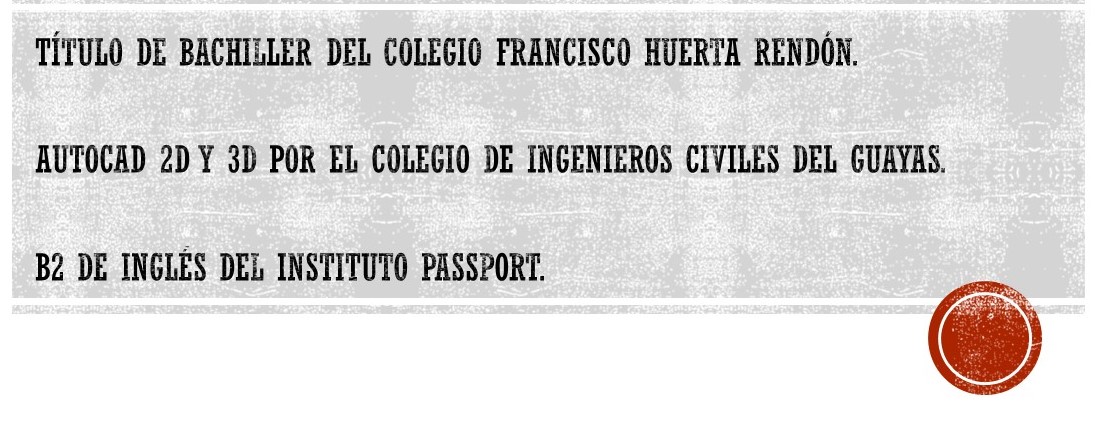 TÍTULO DE BACHILLER DEL COLEGIO FRANCISCO HUERTA RENDÓN.
AUTOCAD 2D Y 3D POR EL COLEGIO DE INGENIEROS CIVILES DEL GUAYAS.
B2 DE INGLÉS DEL INSTITUTO PASSPORT.